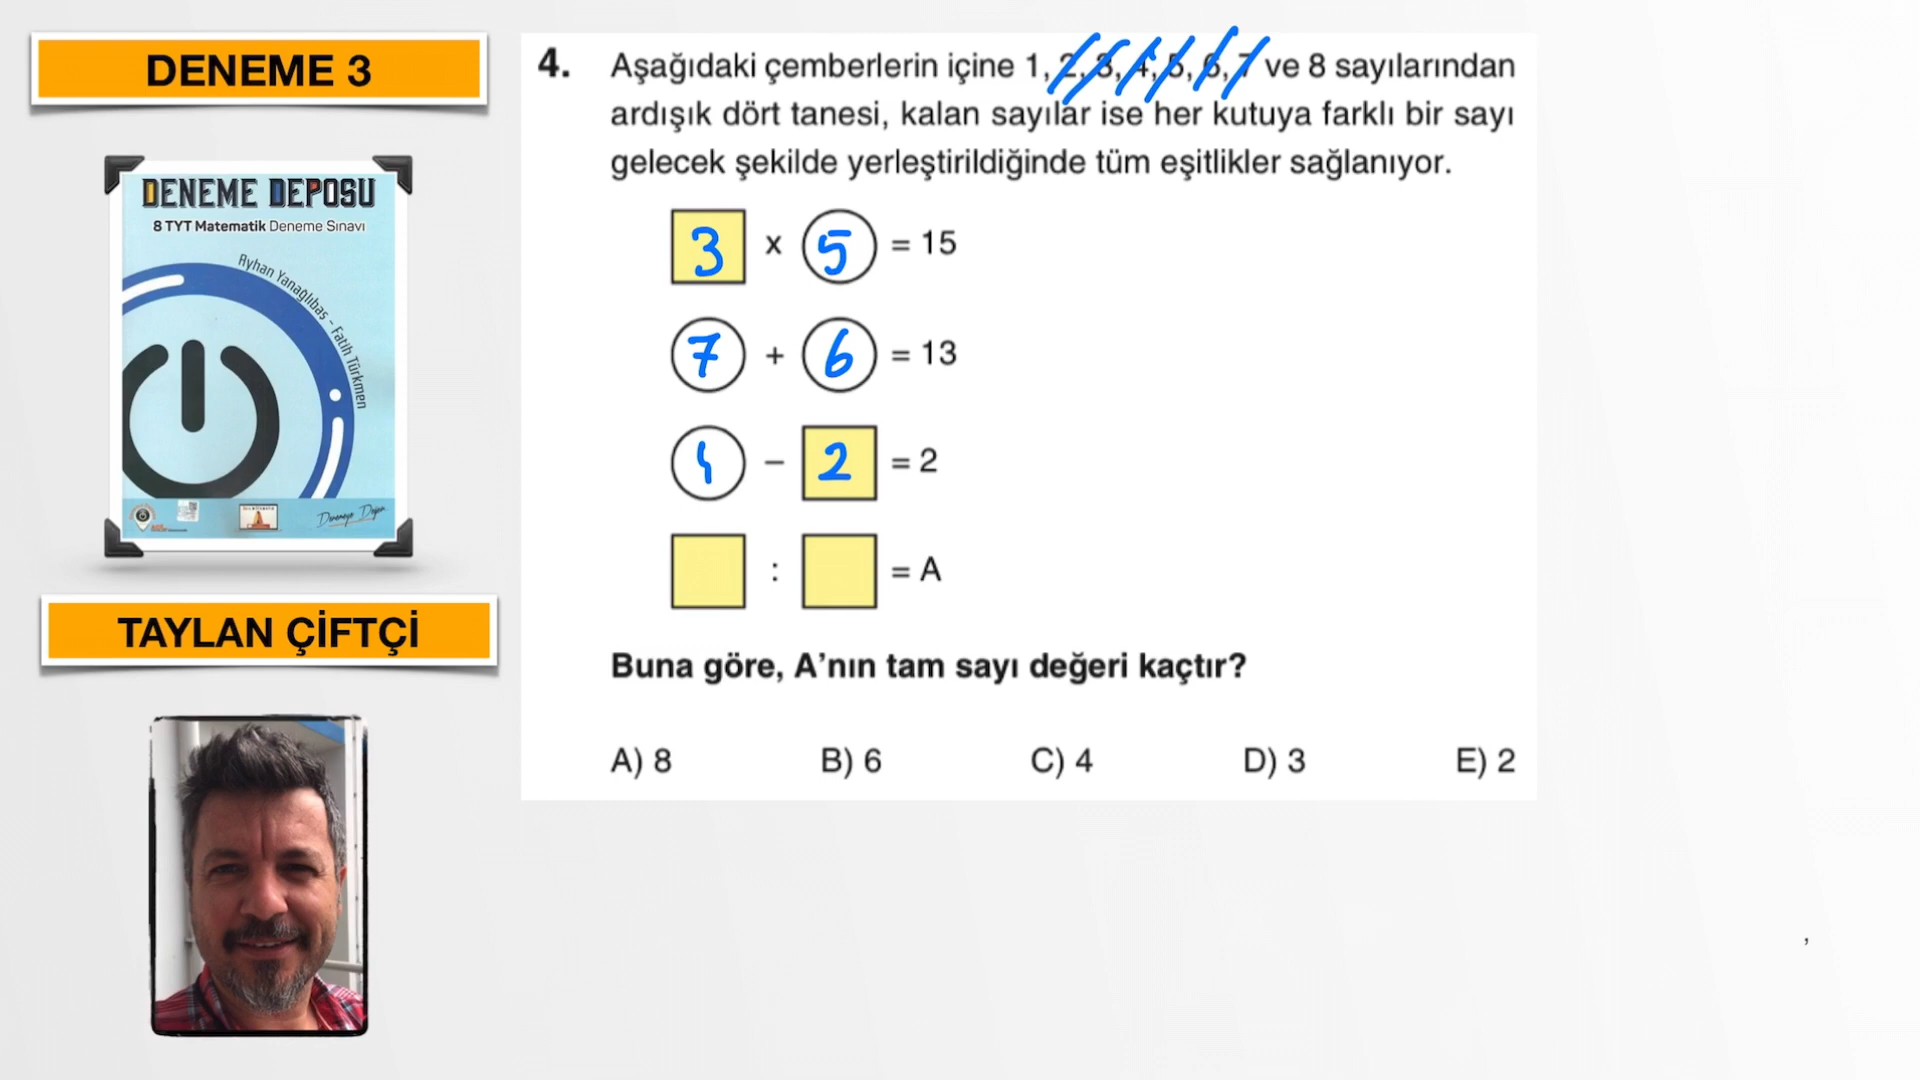 DENEME 3
DENEME DEPOSU
8 TYT Matematik Deneme Sınavı
Ayhan Yanağlıbaş - Fatih Türkmen
Denemeye Değer
TAYLAN ÇİFTÇİ
4. Aşağıdaki çemberlerin içine 1, 2, 3, 4, 5, 6, 7 ve 8 sayılarından
ardışık dört tanesi, kalan sayılar ise her kutuya farklı bir sayı
gelecek şekilde yerleştirildiğinde tüm eşitlikler sağlanıyor.
3 x 5 = 15
7 + 6 = 13
4 − 2 = 2
: = A
Buna göre, A’nın tam sayı değeri kaçtır?
A) 8 B) 6 C) 4 D) 3 E) 2
,